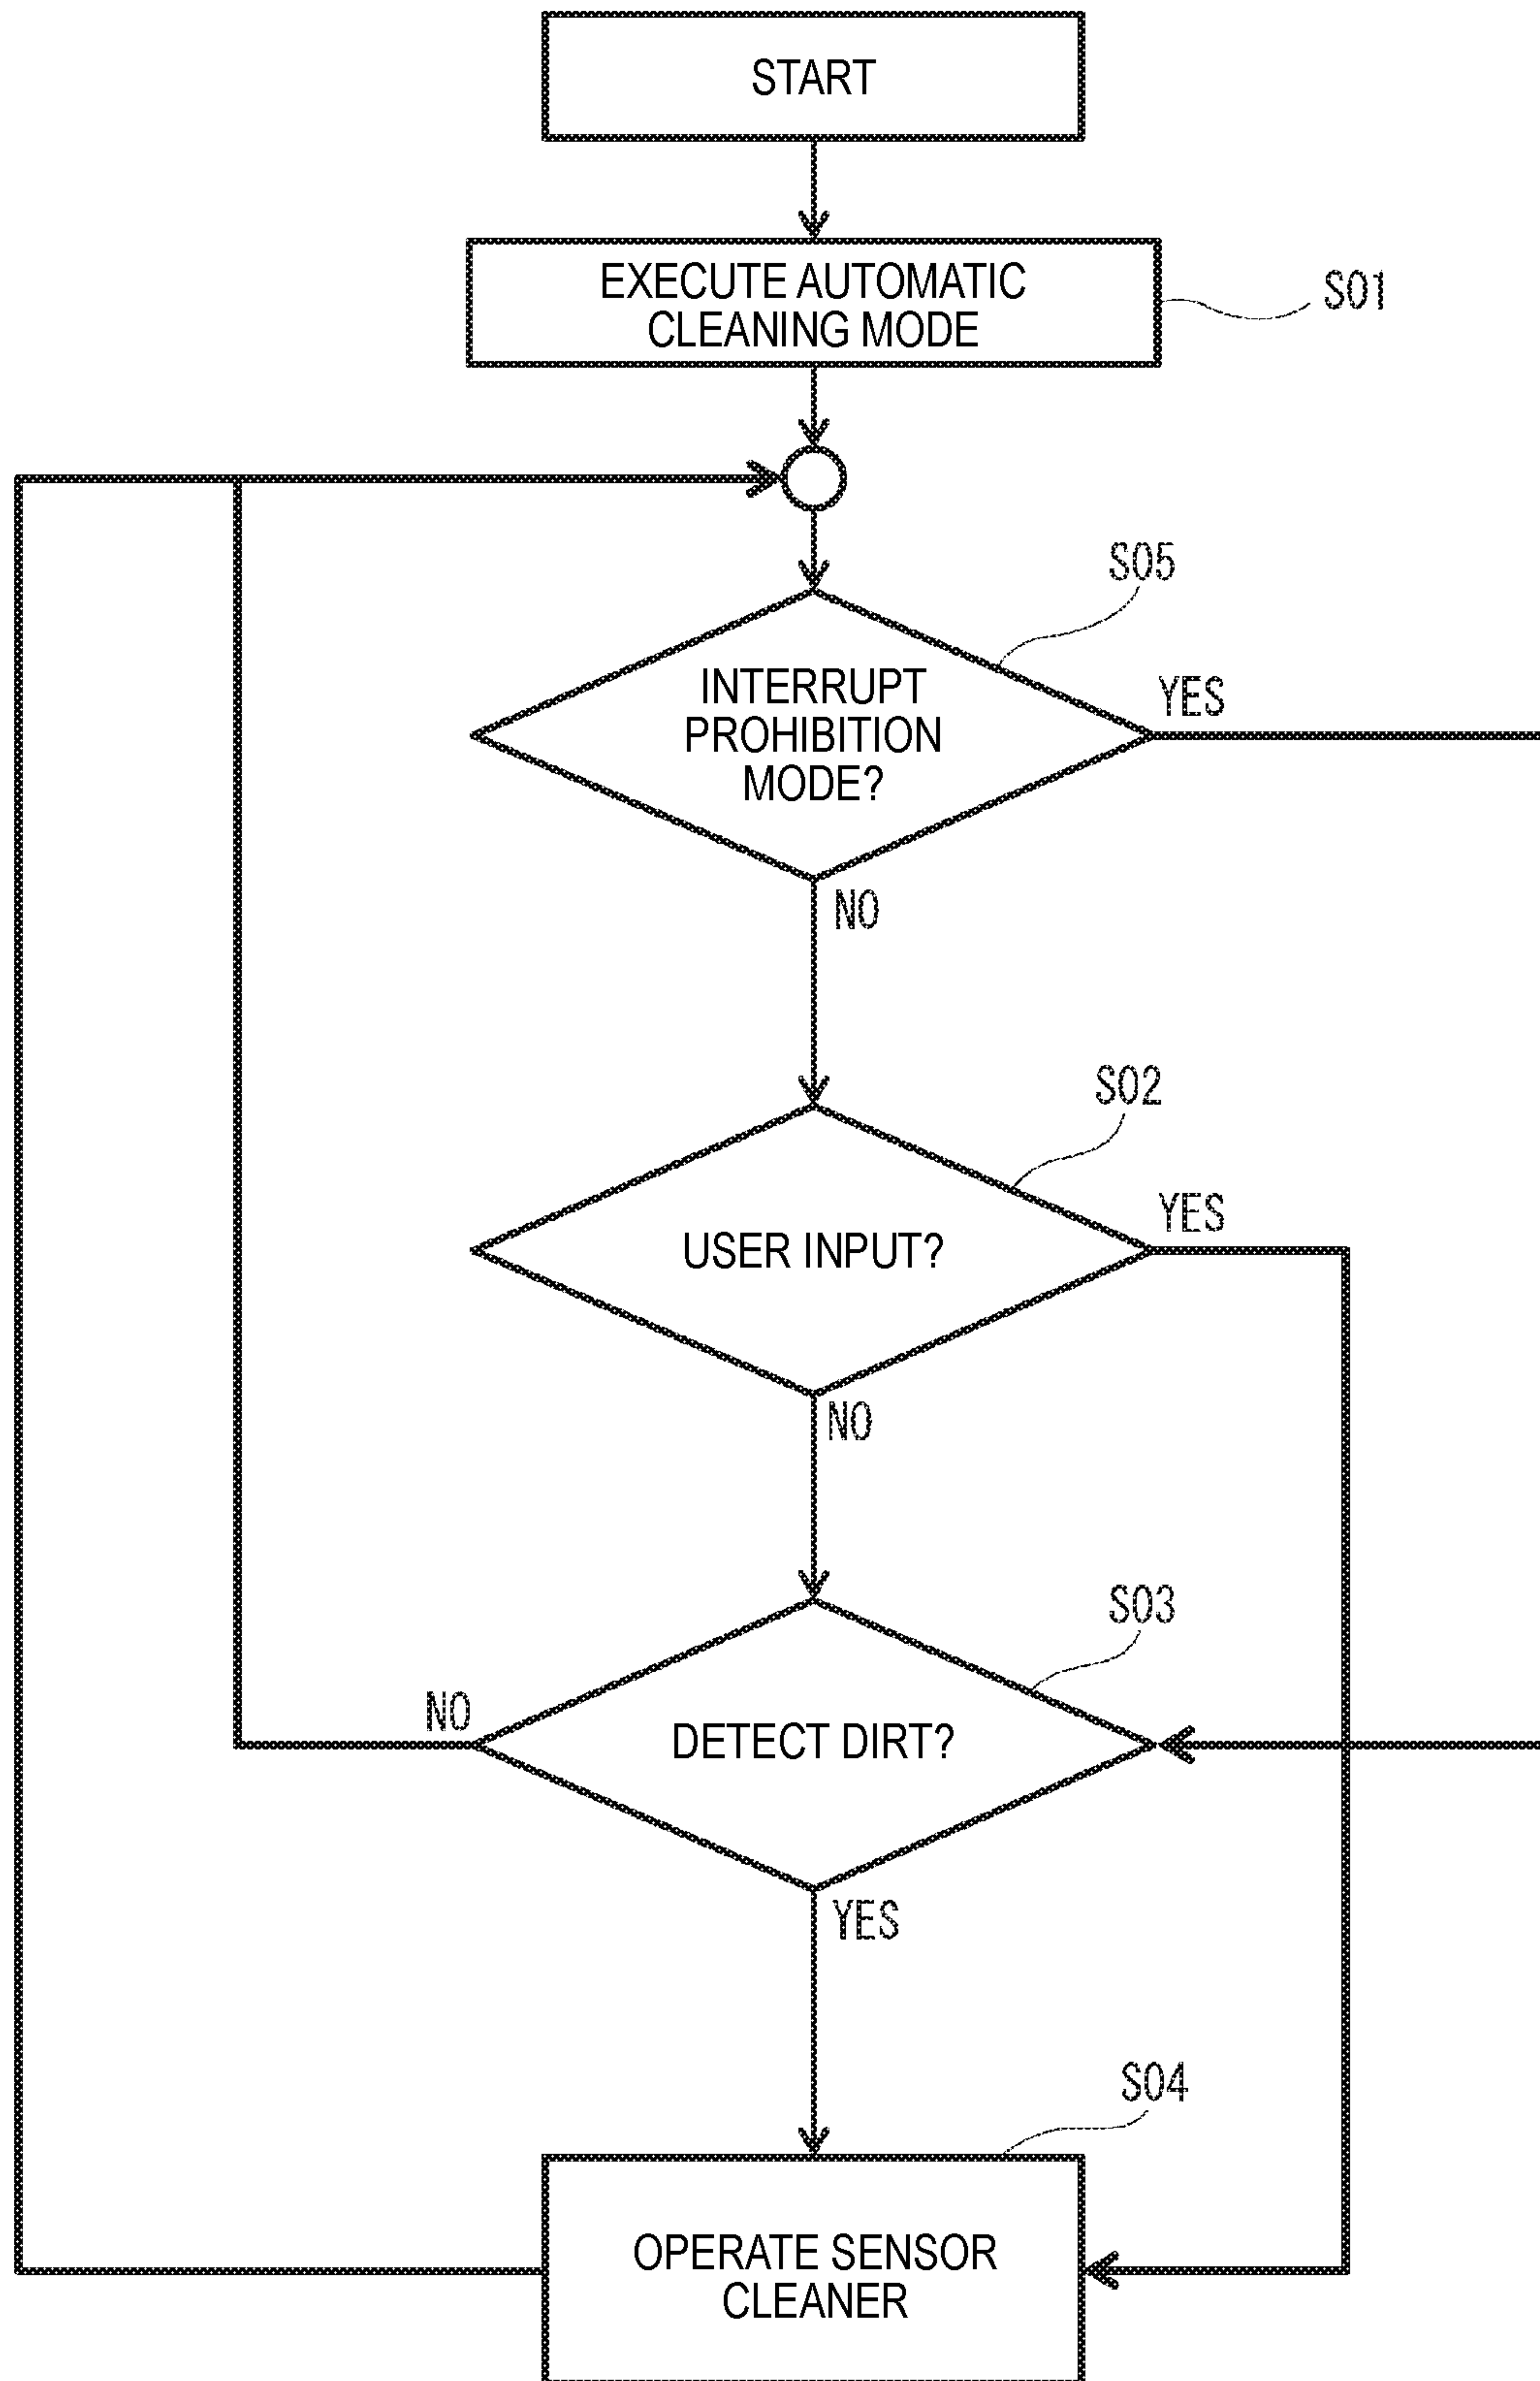 START
EXECUTE AUTOMATIC
CLEANING MODE
S01
S05
INTERRUPT
PROHIBITION
MODE?
YES
NO
S02
USER INPUT?
YES
NO
S03
DETECT DIRT?
NO
YES
S04
OPERATE SENSOR
CLEANER